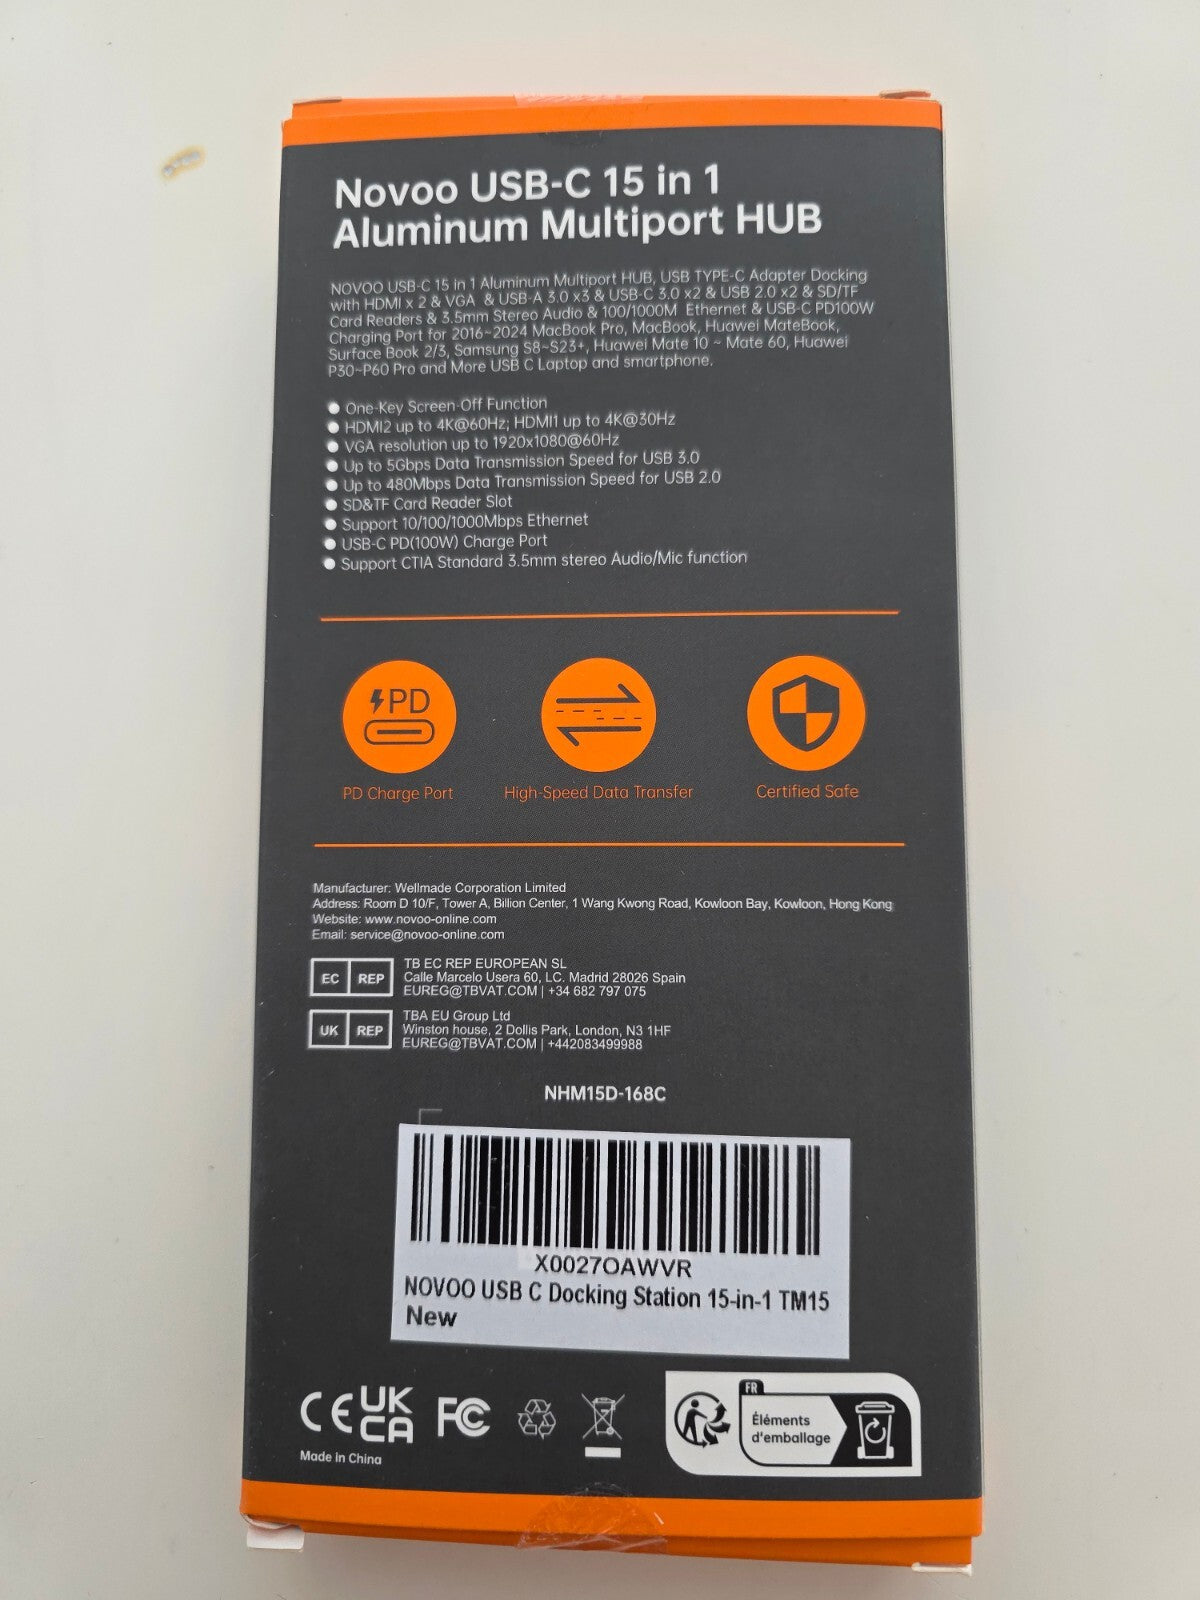 Novoo USB-C 15 in 1
Aluminum Multiport HUB
NOVOO USB-C 15 in 1 Aluminum Multiport HUB, USB TYPE-C Adapter Docking
with HDMI x 2 & VGA & USB-A 3.0 x3 & USB-C 3.0 x2 & USB 2.0 x2 & SD/TF
Card Readers & 3.5mm Stereo Audio & 100/1000M Ethernet & USB-C PD100W
Charging Port for 2016~2024 MacBook Pro, MacBook, Huawei MateBook,
Surface Book 2/3, Samsung S8~S23+, Huawei Mate 10 ~ Mate 60, Huawei
P30~P60 Pro and More USB C Laptop and smartphone.
● One-Key Screen-Off Function
● HDMI2 up to 4K@60Hz; HDMI1 up to 4K@30Hz
● VGA resolution up to 1920x1080@60Hz
● Up to 5Gbps Data Transmission Speed for USB 3.0
● Up to 480Mbps Data Transmission Speed for USB 2.0
● SD&TF Card Reader Slot
● Support 10/100/1000Mbps Ethernet
● USB-C PD(100W) Charge Port
● Support CTIA Standard 3.5mm stereo Audio/Mic function
PD
PD Charge Port
High-Speed Data Transfer
Certified Safe
Manufacturer: Wellmade Corporation Limited
Address: Room D 10/F, Tower A, Billion Center, 1 Wang Kwong Road, Kowloon Bay, Kowloon, Hong Kong
Website: www.novoo-online.com
Email: service@novoo-online.com
EC REP
TB EC REP EUROPEAN SL
Calle Marcelo Usera 60, LC. Madrid 28026 Spain
EUREG@TBVAT.COM | +34 682 797 075
UK REP
TBA EU Group Ltd
Winston house, 2 Dollis Park, London, N3 1HF
EUREG@TBVAT.COM | +442083499988
NHM15D-168C
X0027OAWVR
NOVOO USB C Docking Station 15-in-1 TM15
New
CE UK CA FC
Made in China
FR
Éléments
d'emballage